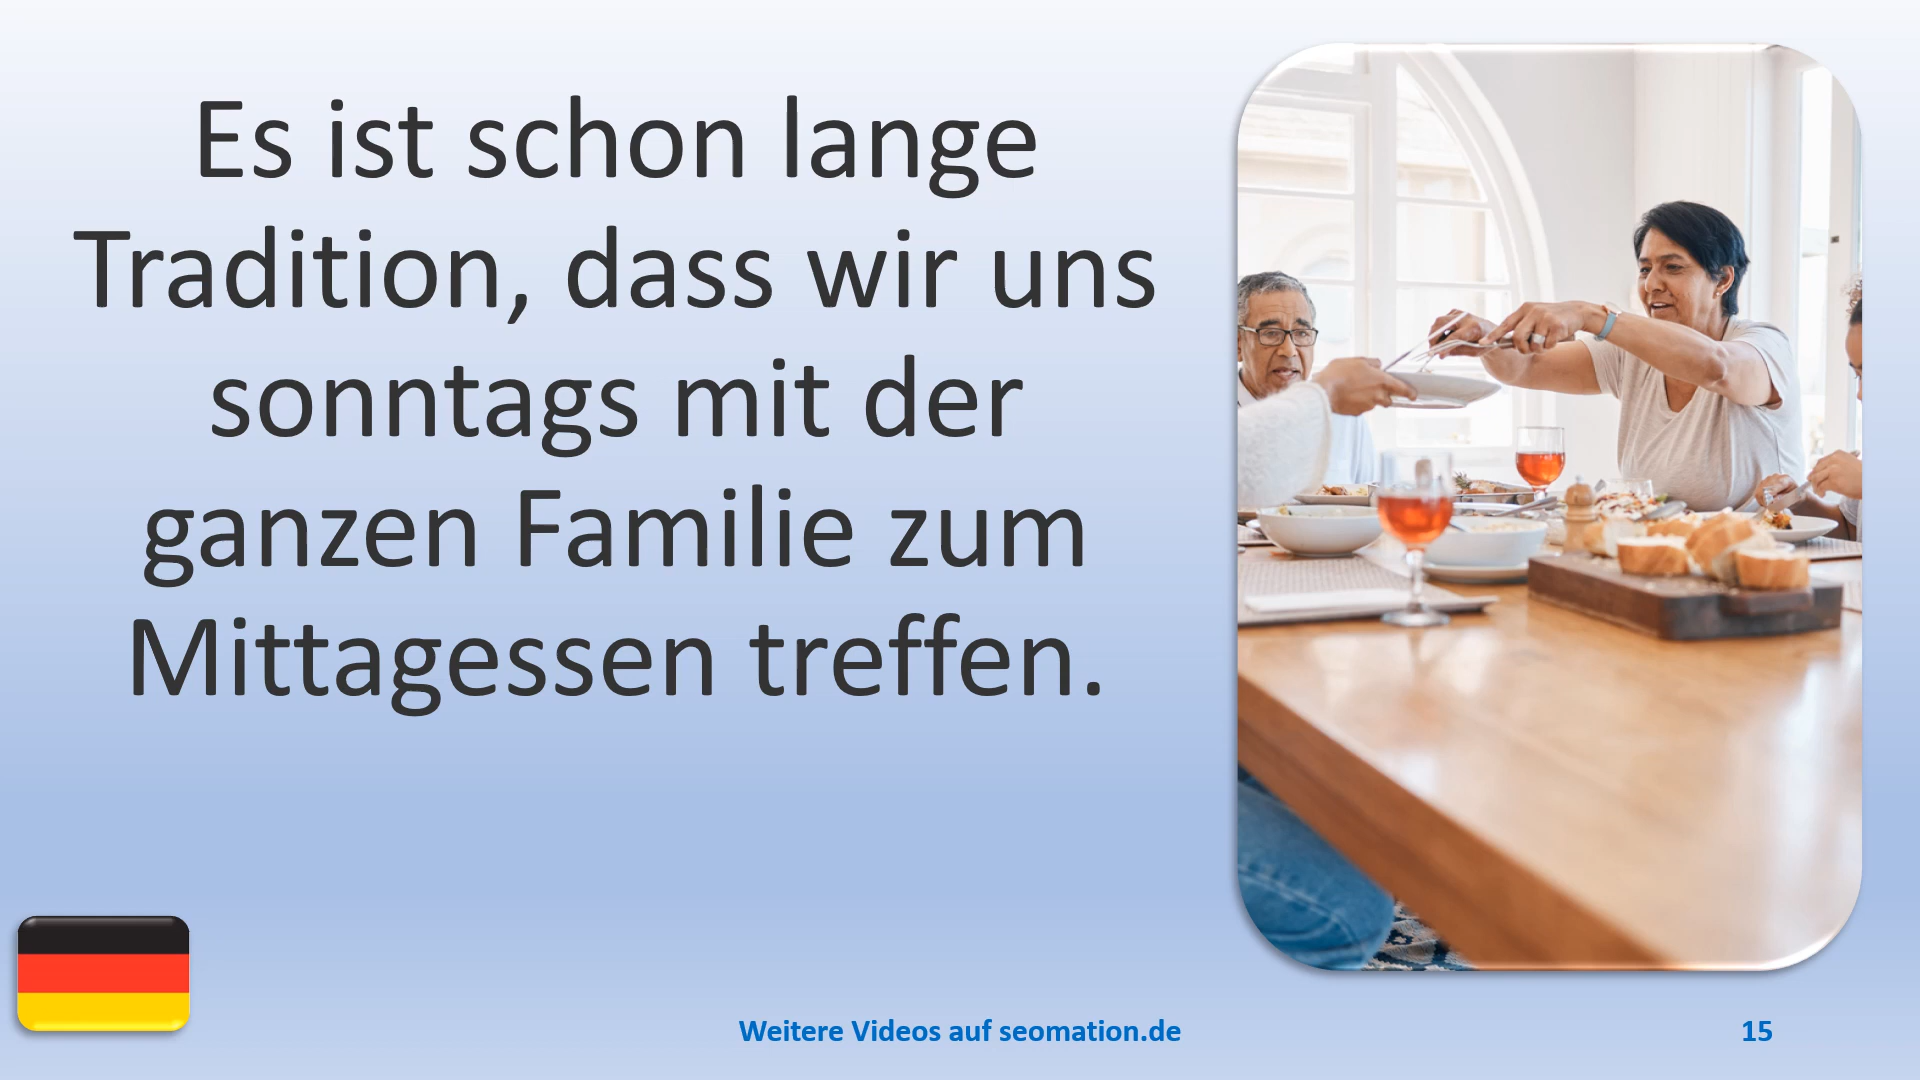 Es ist schon lange
Tradition, dass wir uns
sonntags mit der
ganzen Familie zum
Mittagessen treffen.
Weitere Videos auf seomation.de
15